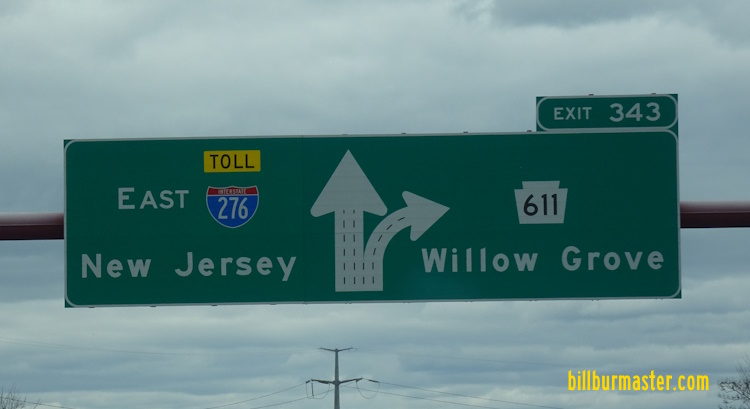 EXIT 343
TOLL
EAST INTERSTATE 276
611
New Jersey
Willow Grove
billburmaster.com